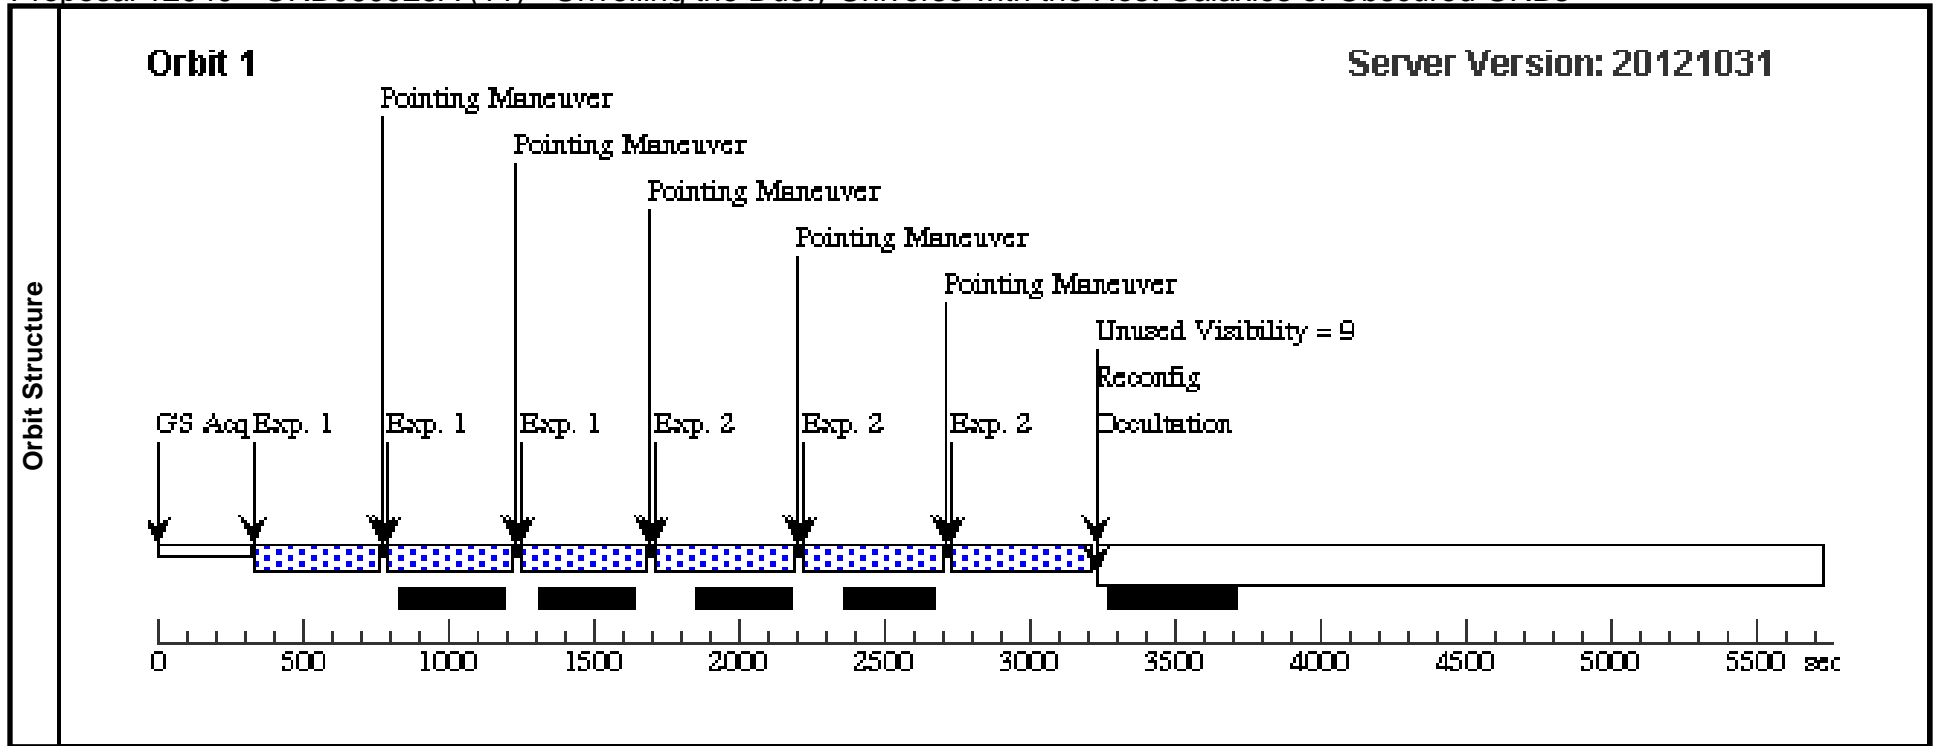 Orbit 1
Server Version: 20121031
Pointing Maneuver
Pointing Maneuver
Pointing Maneuver
Pointing Maneuver
Pointing Maneuver
Unused Visibility = 9
Reconfig
Occultation
GS Acq Exp. 1 Exp. 1 Exp. 1 Exp. 2 Exp. 2 Exp. 2
Orbit Structure
0 500 1000 1500 2000 2500 3000 3500 4000 4500 5000 5500 sec